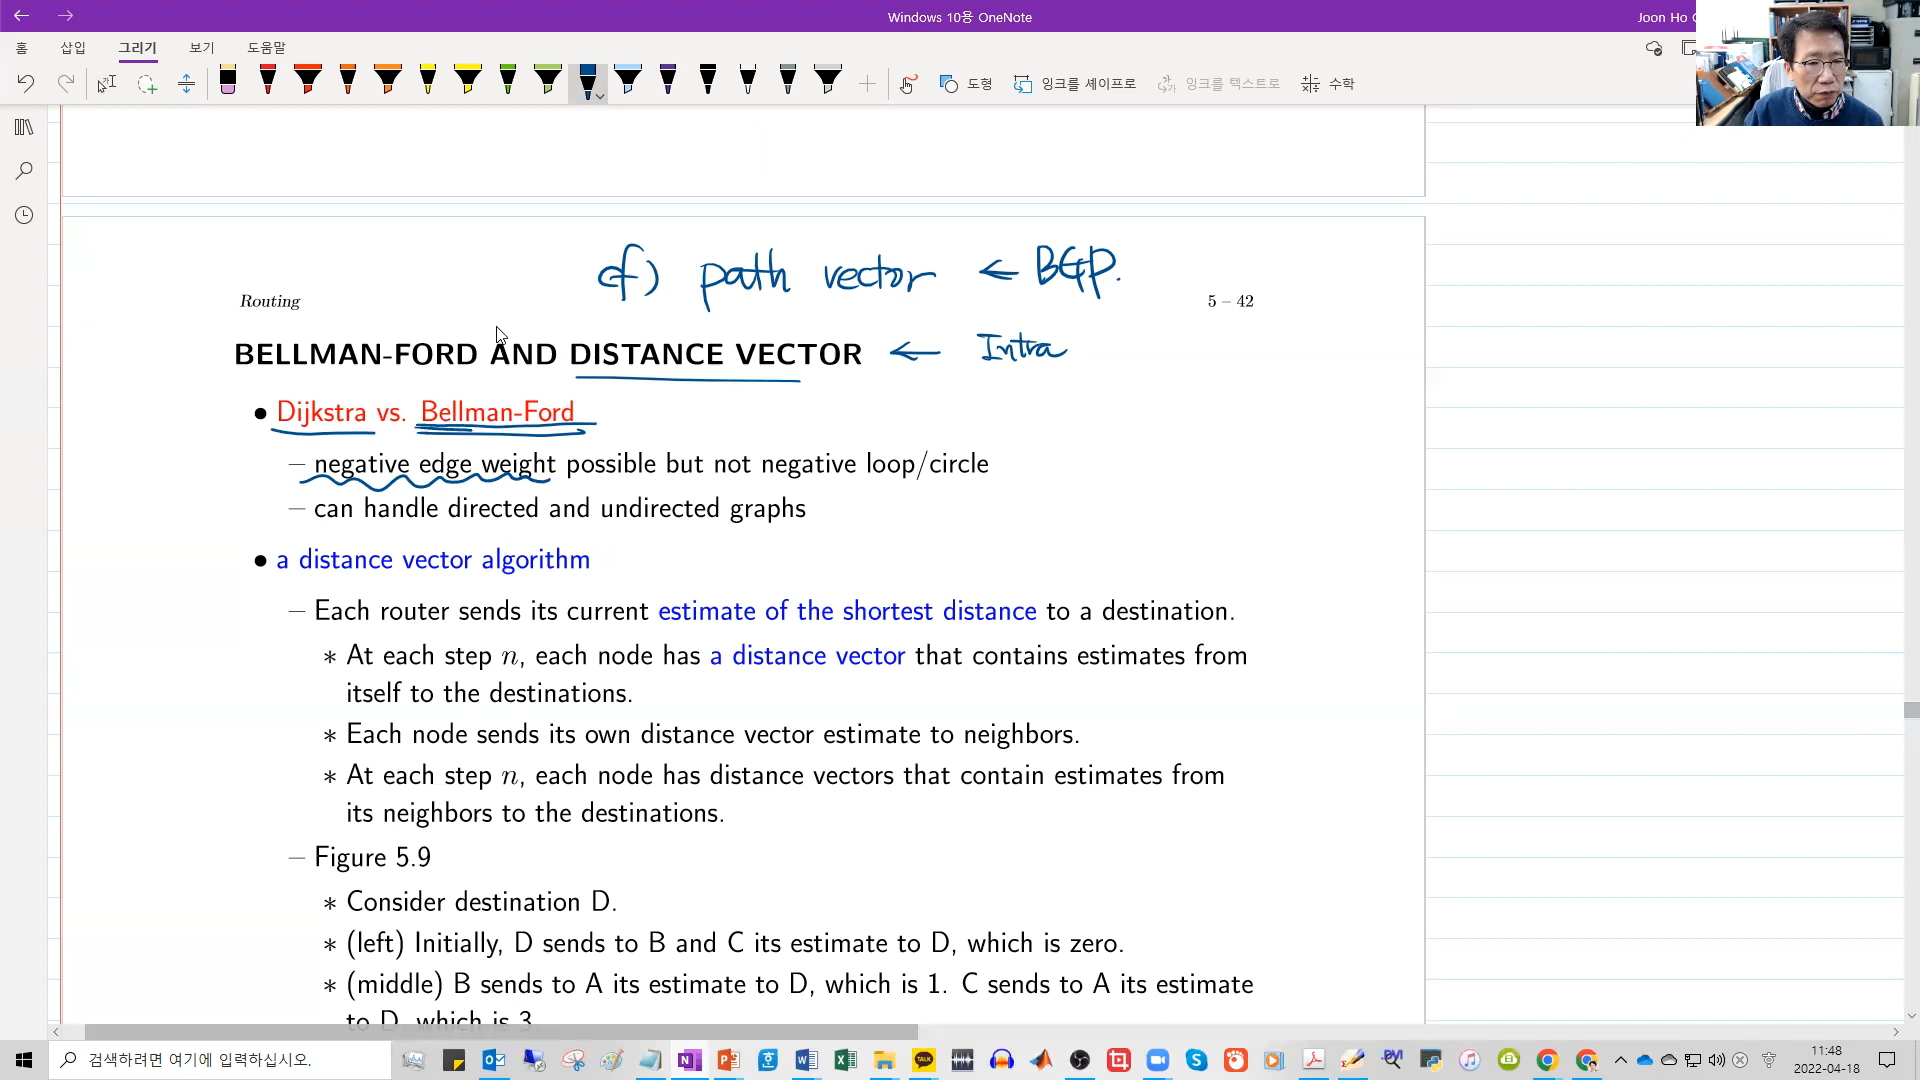 Windows 10용 OneNote
Joon Ho
홈 삽입 그리기 보기 도움말
도형 잉크를 셰이프로 잉크를 텍스트로 수학
cf) path vector ← BGP.
Routing 5 – 42
BELLMAN-FORD AND DISTANCE VECTOR ← Intra
• Dijkstra vs. Bellman-Ford
– negative edge weight possible but not negative loop/circle
– can handle directed and undirected graphs
• a distance vector algorithm
– Each router sends its current estimate of the shortest distance to a destination.
∗ At each step n, each node has a distance vector that contains estimates from
itself to the destinations.
∗ Each node sends its own distance vector estimate to neighbors.
∗ At each step n, each node has distance vectors that contain estimates from
its neighbors to the destinations.
– Figure 5.9
∗ Consider destination D.
∗ (left) Initially, D sends to B and C its estimate to D, which is zero.
∗ (middle) B sends to A its estimate to D, which is 1. C sends to A its estimate
to D, which is 3.
검색하려면 여기에 입력하십시오.
11:48
2022-04-18